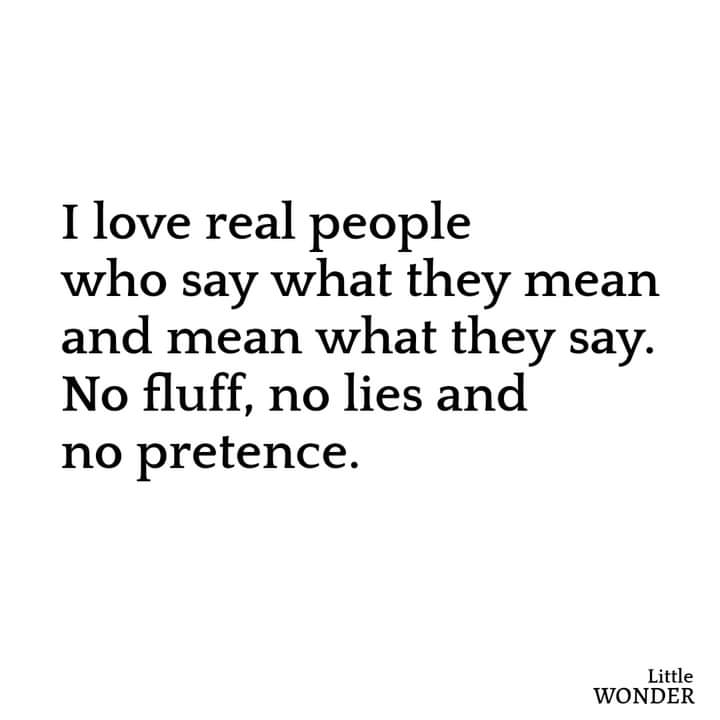 I love real people
who say what they mean
and mean what they say.
No fluff, no lies and
no pretence.
Little
WONDER